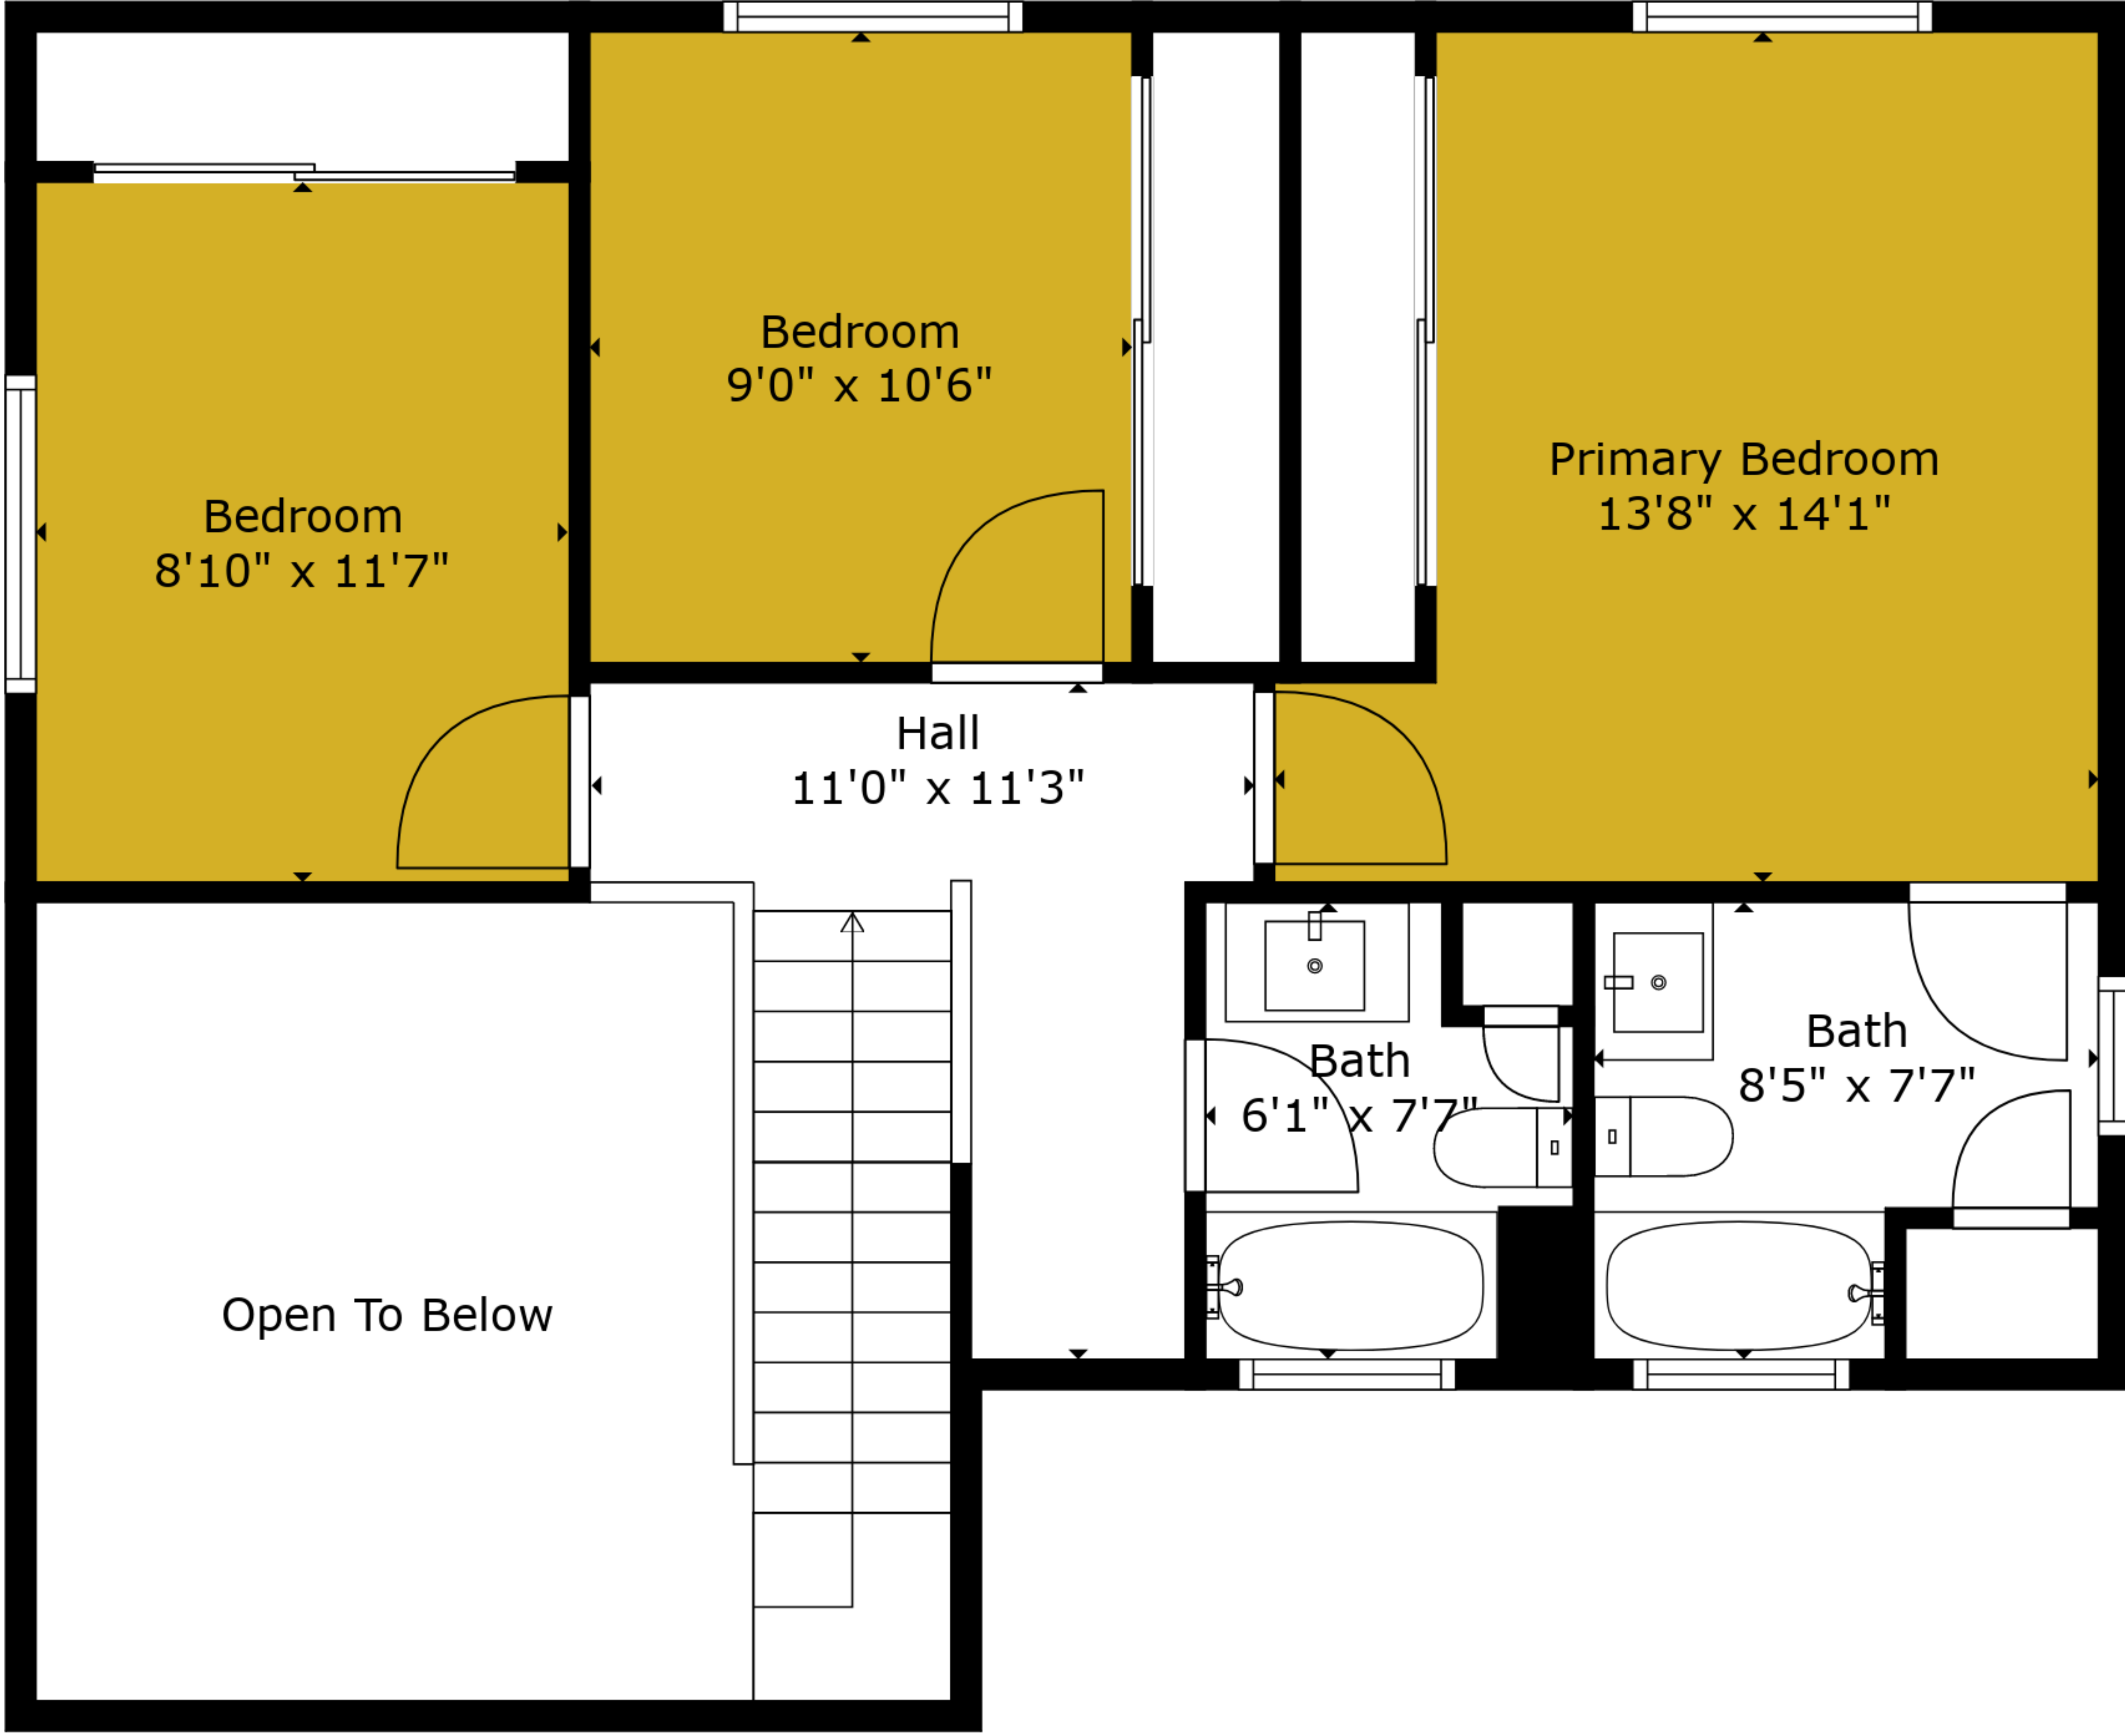 Bedroom
9'0" x 10'6"
Primary Bedroom
13'8" x 14'1"
Bedroom
8'10" x 11'7"
Hall
11'0" x 11'3"
Bath
6'1" x 7'7"
Bath
8'5" x 7'7"
Open To Below